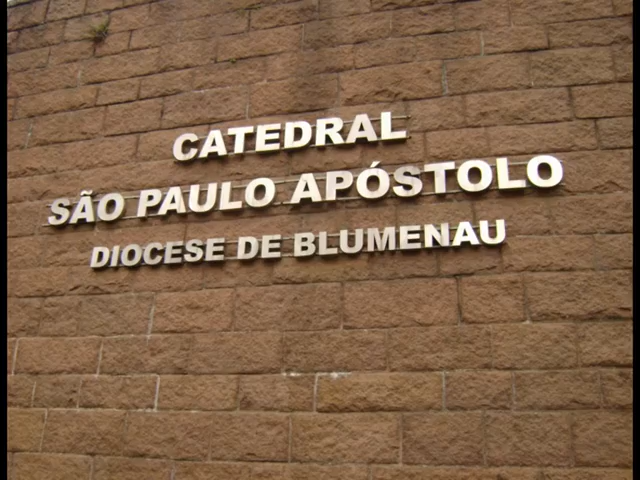 CATEDRAL
SÃO PAULO APÓSTOLO
DIOCESE DE BLUMENAU